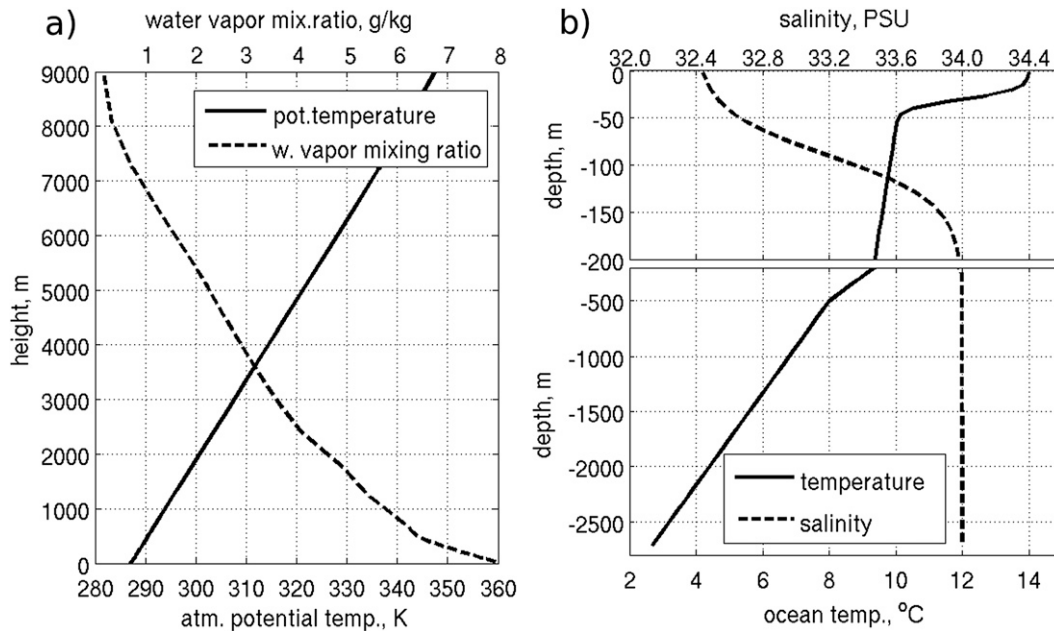 a)
water vapor mix.ratio, g/kg
1 2 3 4 5 6 7 8
9000
8000
7000
6000
5000
4000
3000
2000
1000
0
height, m
pot.temperature
w. vapor mixing ratio
280 290 300 310 320 330 340 350 360
atm. potential temp., K
b)
salinity, PSU
32.0 32.4 32.8 33.2 33.6 34.0 34.4
0
-50
-100
-150
-200
depth, m
-500
-1000
-1500
-2000
-2500
depth, m
temperature
salinity
2 4 6 8 10 12 14
ocean temp., °C